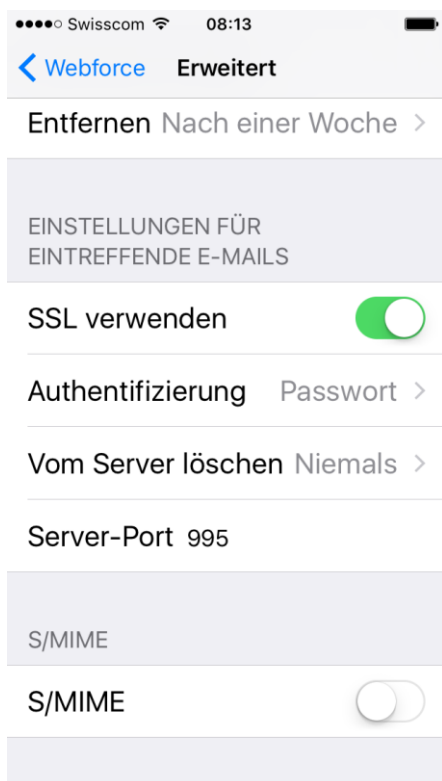 Swisscom 08:13
Webforce Erweitert
Entfernen Nach einer Woche
EINSTELLUNGEN FÜR
EINTREFFENDE E-MAILS
SSL verwenden
Authentifizierung Passwort
Vom Server löschen Niemals
Server-Port 995
S/MIME
S/MIME